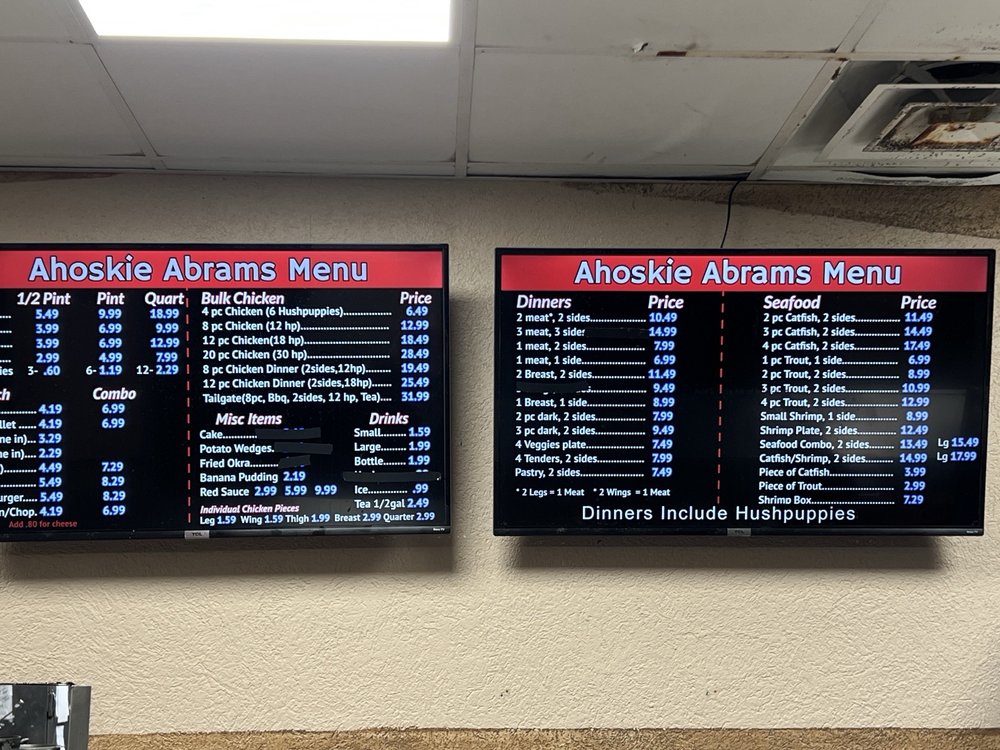 Ahoskie Abrams Menu
1/2 Pint Pint Quart
5.49 9.99 18.99
3.99 6.99 9.99
3.99 6.99 12.99
2.99 4.99 7.99
ies 3- .60 6- 1.19 12- 2.29
ch Combo
4.19 6.99
llet 4.19 6.99
ne in)... 3.29
ne in)... 2.29
)..... 4.49 7.29
5.49 8.29
urger..... 5.49 8.29
n/Chop. 4.19 6.99
Add .80 for cheese
Bulk Chicken Price
4 pc Chicken (6 Hushpuppies) 6.49
8 pc Chicken (12 hp) 12.99
12 pc Chicken(18 hp) 18.49
20 pc Chicken (30 hp) 28.49
8 pc Chicken Dinner (2sides,12hp) 19.49
12 pc Chicken Dinner (2sides,18hp) 25.49
Tailgate(8pc, Bbq, 2sides, 12 hp, Tea) 31.99
Misc Items
Cake
Potato Wedges.
Fried Okra
Banana Pudding 2.19
Red Sauce 2.99 5.99 9.99
Drinks
Small 1.59
Large 1.99
Bottle 1.99
Ice .99
Tea 1/2gal 2.49
Individual Chicken Pieces
Leg 1.59 Wing 1.59 Thigh 1.99 Breast 2.99 Quarter 2.99
TCL
Ahoskie Abrams Menu
Dinners Price
2 meat*, 2 sides 10.49
3 meat, 3 sides 14.99
1 meat, 2 sides 7.99
1 meat, 1 side 6.99
2 Breast, 2 sides 11.49
9.49
1 Breast, 1 side 8.99
2 pc dark, 2 sides 7.99
3 pc dark, 2 sides 9.49
4 Veggies plate 7.49
4 Tenders, 2 sides 7.99
Pastry, 2 sides 7.49
* 2 Legs = 1 Meat * 2 Wings = 1 Meat
Seafood Price
2 pc Catfish, 2 sides 11.49
3 pc Catfish, 2 sides 14.49
4 pc Catfish, 2 sides 17.49
1 pc Trout, 1 side 6.99
2 pc Trout, 2 sides 8.99
3 pc Trout, 2 sides 10.99
4 pc Trout, 2 sides 12.99
Small Shrimp, 1 side 8.99
Shrimp Plate, 2 sides 12.49
Seafood Combo, 2 sides 13.49 Lg 15.49
Catfish/Shrimp, 2 sides 14.99 Lg 17.99
Piece of Catfish 3.99
Piece of Trout 2.99
Shrimp Box 7.29
Dinners Include Hushpuppies
TCL